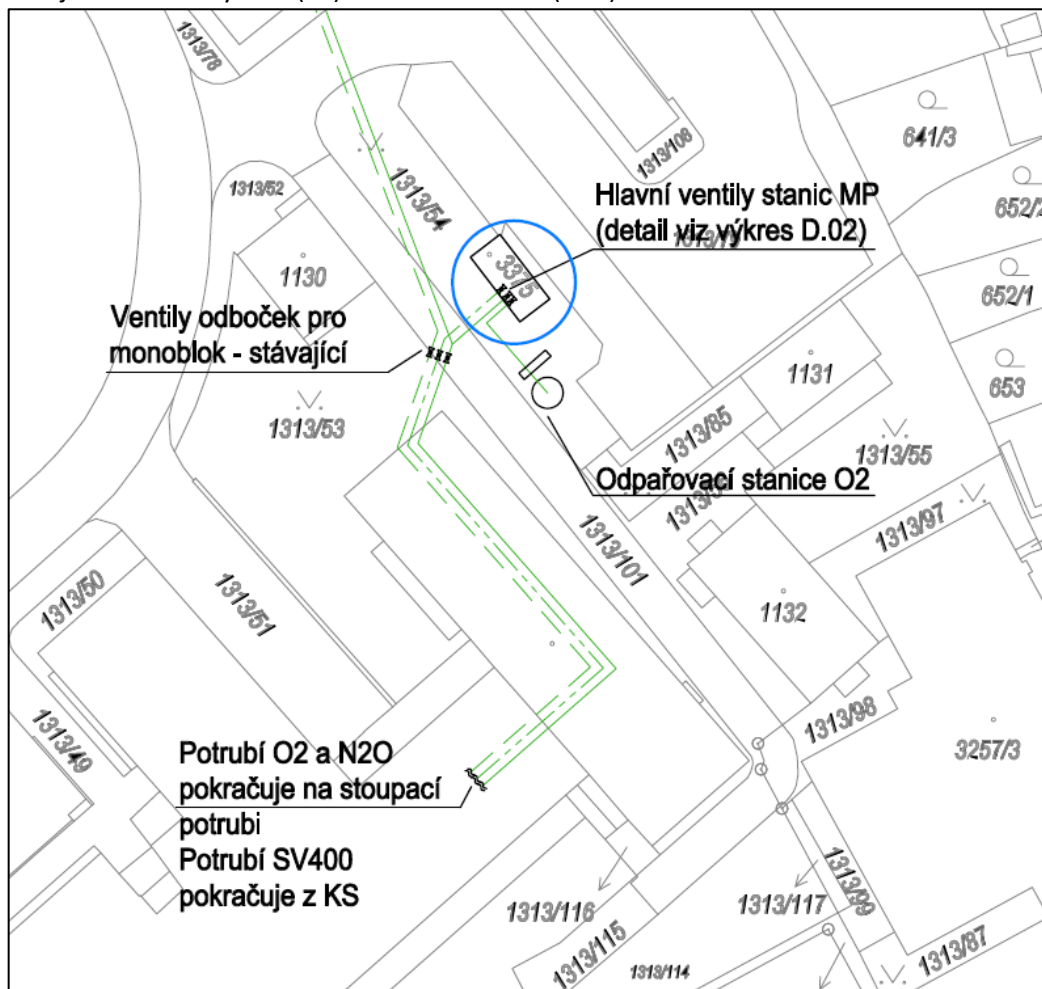 1313/78
641/3
1313/108
1313/52
1313/54
Hlavní ventily stanic MP
(detail viz výkres D.02)
652/2
3375
1130
652/1
Ventily odboček pro
monoblok - stávající
1131
653
1313/53
1313/85
1313/55
Odpařovací stanice O2
1313/97
1313/101
1313/50
1313/51
1132
1313/49
1313/98
3257/3
Potrubí O2 a N2O
pokračuje na stoupací
potrubi
Potrubí SV400
pokračuje z KS
1313/99
1313/116
1313/117
1313/115
1313/114
1313/87